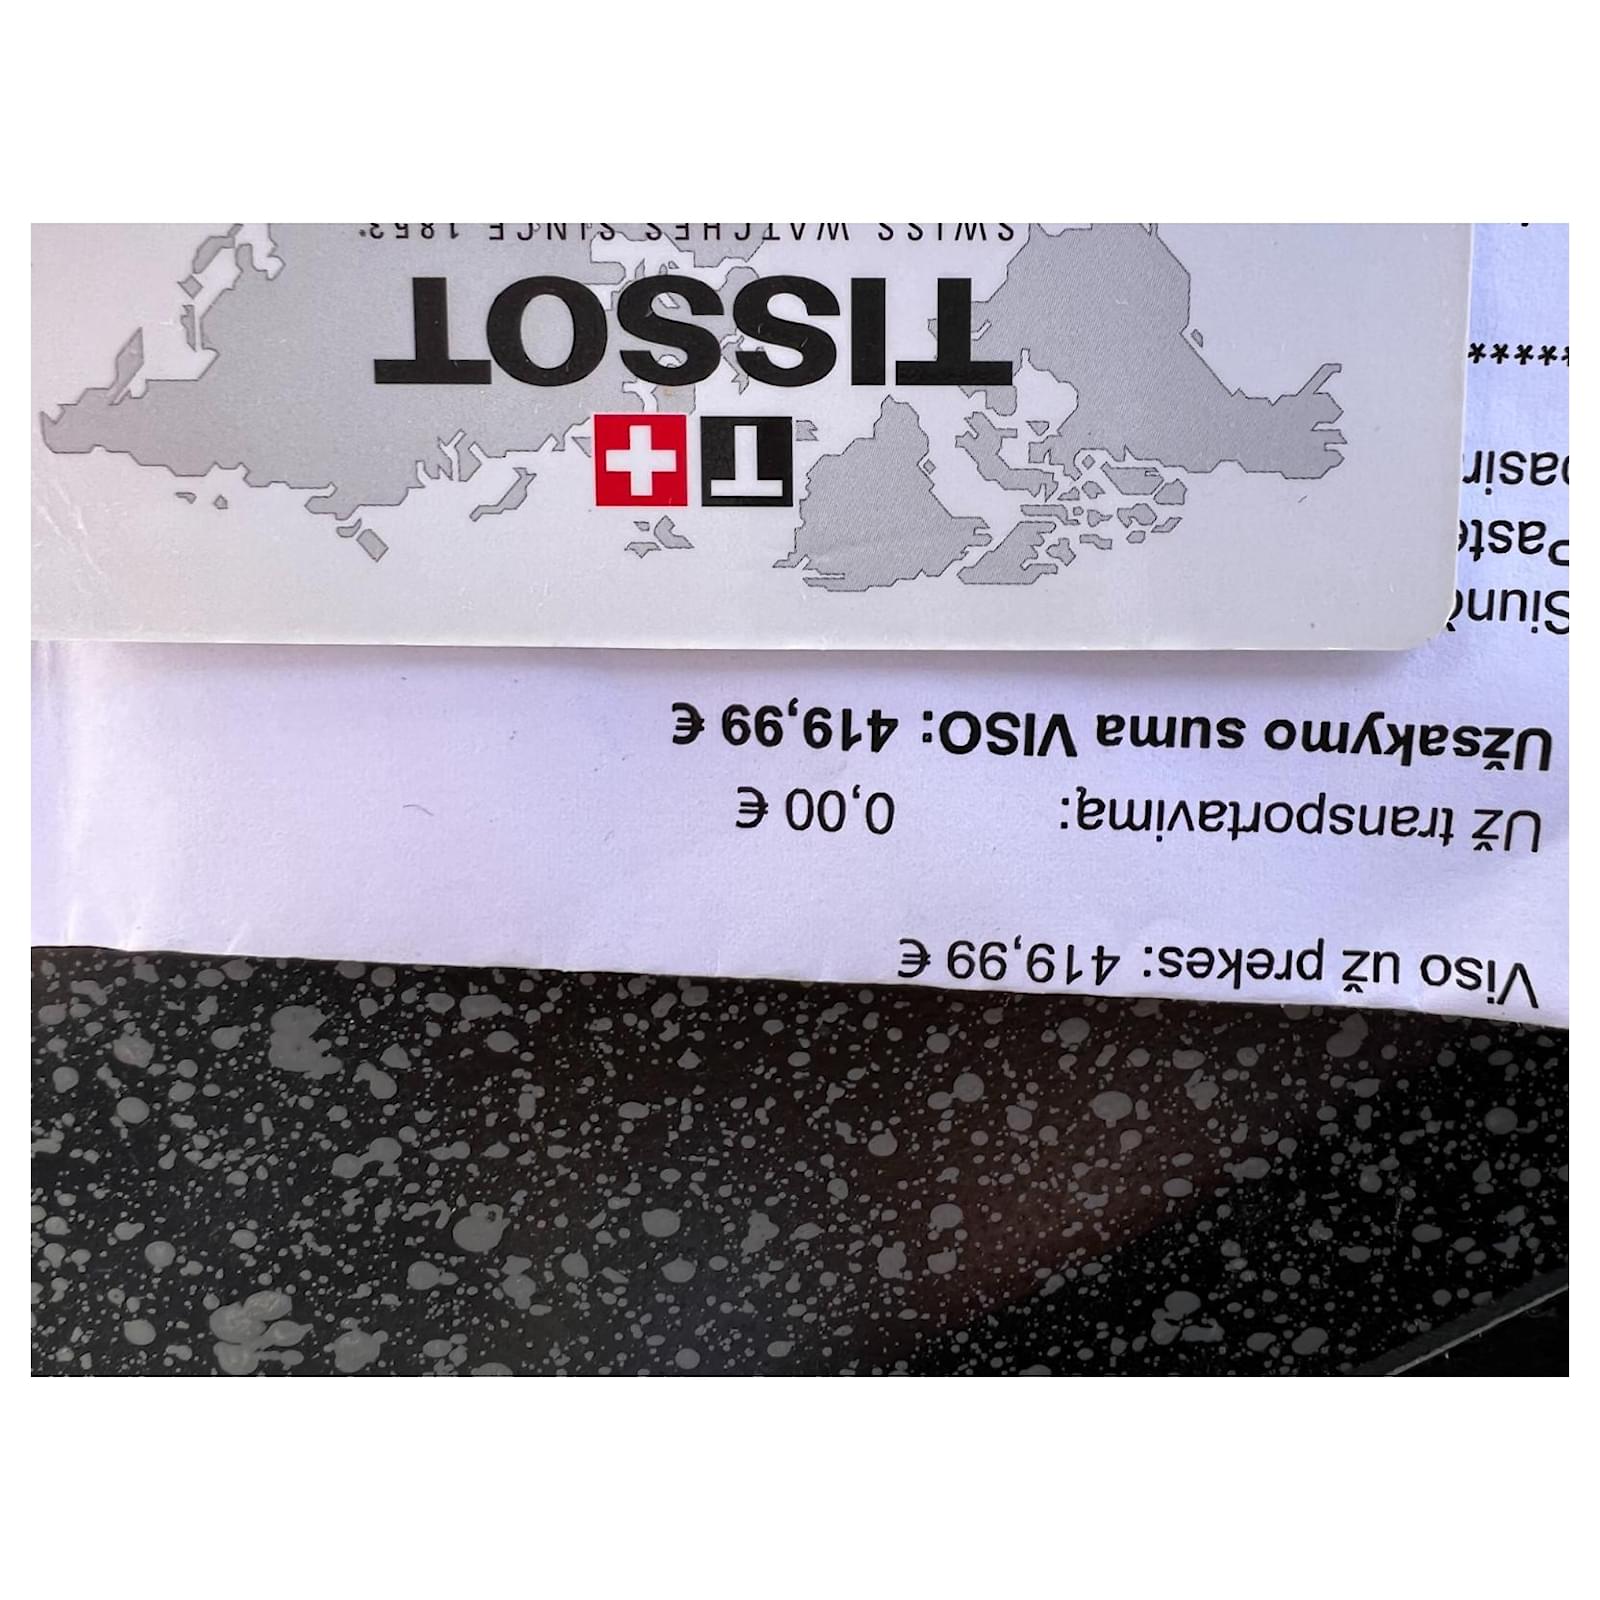 Viso už prekes: 419,99 €
Už transportavimą: 0,00 €
Užsakymo suma VISO: 419,99 €
T
TISSOT
SWISS WATCHES SINCE 1853
*****